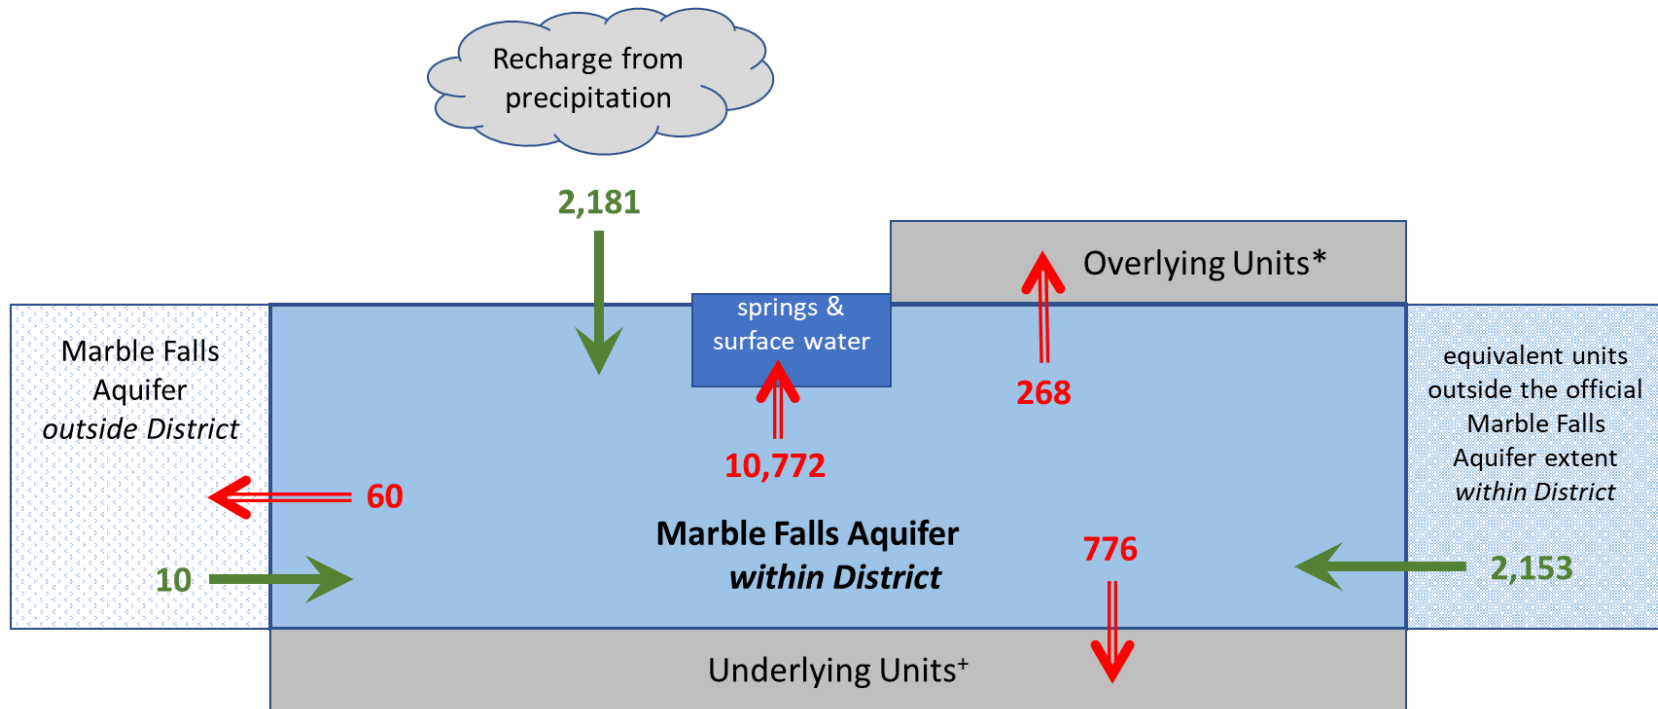 Recharge from
precipitation
2,181
Overlying Units*
springs &
surface water
268
10,772
Marble Falls
Aquifer
outside District
60
10
Marble Falls Aquifer
within District
776
equivalent units
outside the official
Marble Falls
Aquifer extent
within District
2,153
Underlying Units+